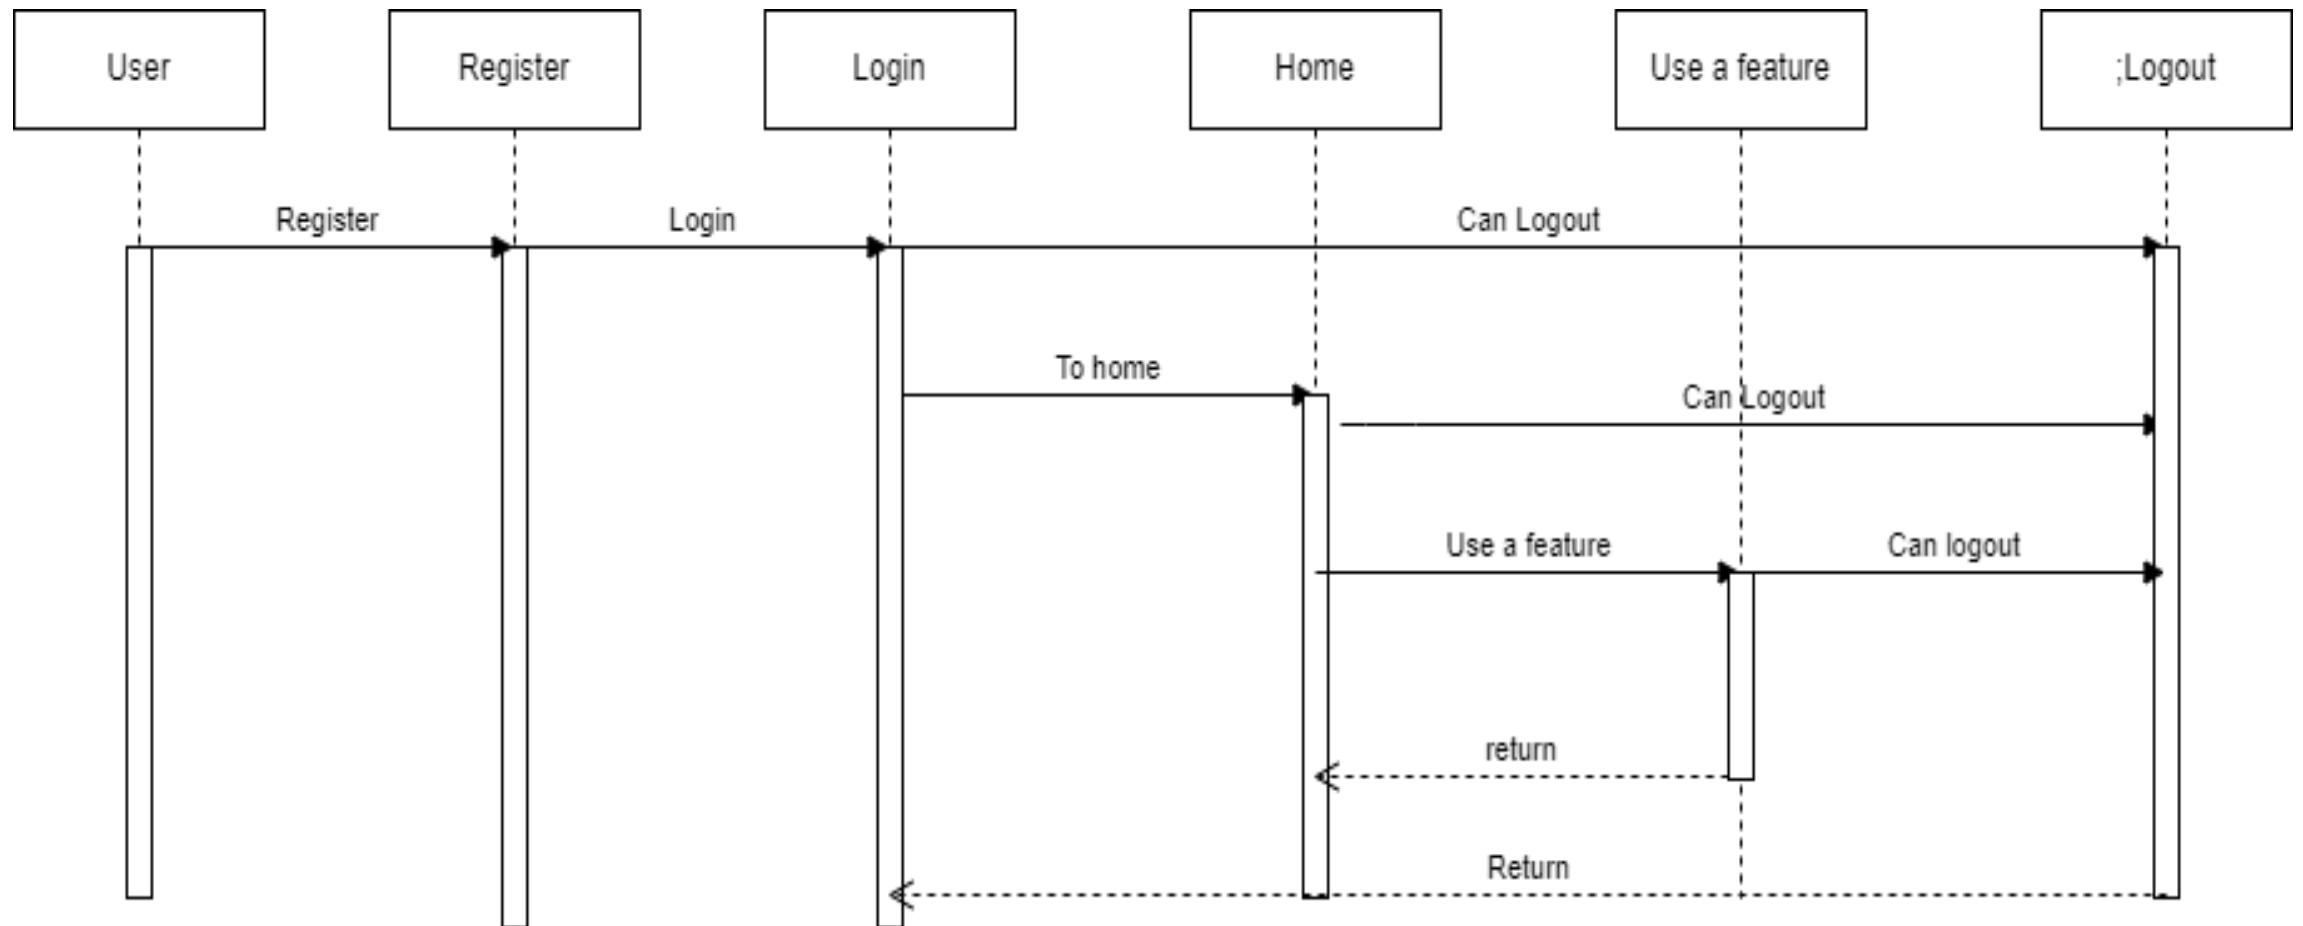 User
Register
Login
Home
Use a feature
;Logout
Register
Login
Can Logout
To home
Can Logout
Use a feature
Can logout
return
Return